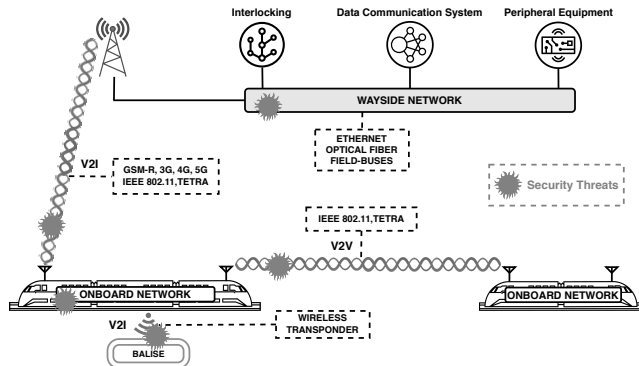 Interlocking
Data Communication System
Peripheral Equipment
WAYSIDE NETWORK
ETHERNET
OPTICAL FIBER
FIELD-BUSES
V2I
GSM-R, 3G, 4G, 5G
IEEE 802.11,TETRA
Security Threats
IEEE 802.11,TETRA
V2V
ONBOARD NETWORK
ONBOARD NETWORK
V2I
WIRELESS
TRANSPONDER
BALISE